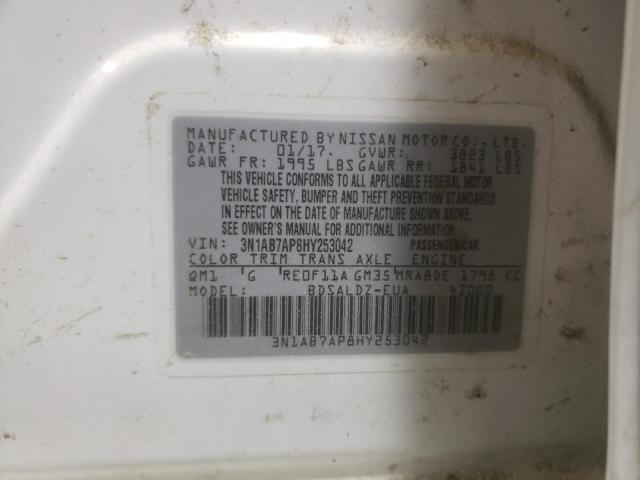 MANUFACTURED BY NISSAN MOTOR CO., LTD.
DATE: 01/17. GVWR: 3823 LBS
GAWR FR: 1995 LBS GAWR RR: 1841 LBS
THIS VEHICLE CONFORMS TO ALL APPLICABLE FEDERAL MOTOR
VEHICLE SAFETY, BUMPER AND THEFT PREVENTION STANDARDS
IN EFFECT ON THE DATE OF MANUFACTURE SHOWN ABOVE.
SEE OWNER'S MANUAL FOR ADDITIONAL INFORMATION
VIN: 3N1AB7AP8HY253042 PASSENGER CAR.
COLOR TRIM TRANS AXLE ENGINE
QM1 G RE0F11A GM35 MRA8DE 1798 CC
MODEL: BDSALDZ-EUA 47000
3N1AB7AP8HY253042